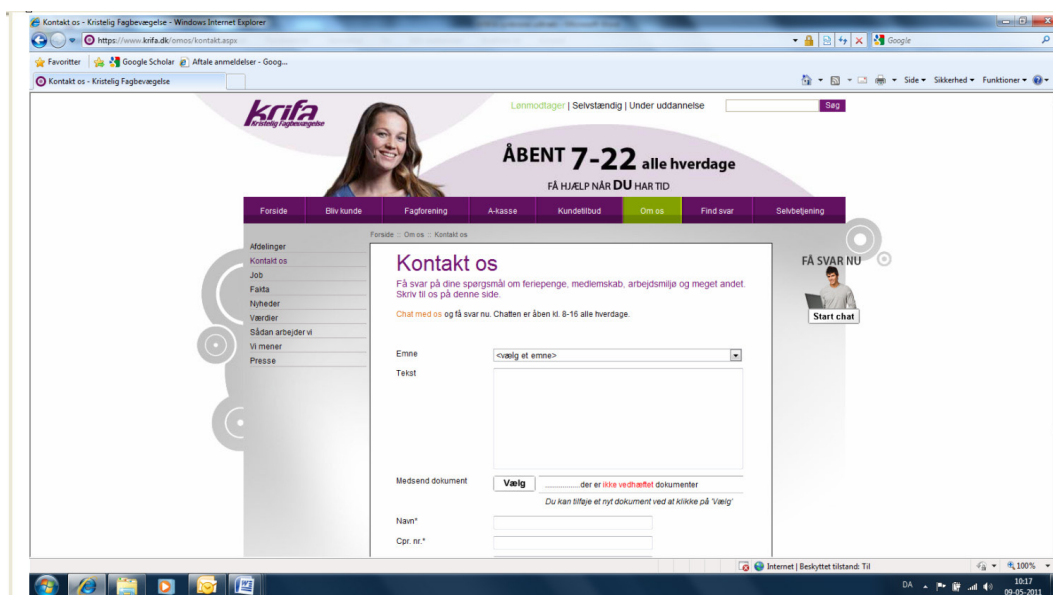 Kontakt os - Kristelig Fagbevægelse - Windows Internet Explorer
https://www.krifa.dk/omos/kontakt.aspx
Google
Favoritter
Google Scholar
Aftale anmeldelser - Goog...
Kontakt os - Kristelig Fagbevægelse
Side
Sikkerhed
Funktioner
krifa
Kristelig Fagbevægelse
Lønmodtager | Selvstændig | Under uddannelse
Søg
ÅBENT 7-22 alle hverdage
FÅ HJÆLP NÅR DU HAR TID
Forside
Bliv kunde
Fagforening
A-kasse
Kundetilbud
Om os
Find svar
Selvbetjening
Forside :: Om os :: Kontakt os
Afdelinger
Kontakt os
Job
Fakta
Nyheder
Værdier
Sådan arbejder vi
Vi mener
Presse
Kontakt os
Få svar på dine spørgsmål om feriepenge, medlemskab, arbejdsmiljø og meget andet.
Skriv til os på denne side.
Chat med os og få svar nu. Chatten er åben kl. 8-16 alle hverdage.
Emne
<vælg et emne>
Tekst
Medsend dokument
Vælg
................der er ikke vedhæftet dokumenter
Du kan tilføje et nyt dokument ved at klikke på 'Vælg'
Navn*
Cpr. nr.*
FÅ SVAR NU
Start chat
Internet | Beskyttet tilstand: Til
100%
DA
10:17
09-05-2011